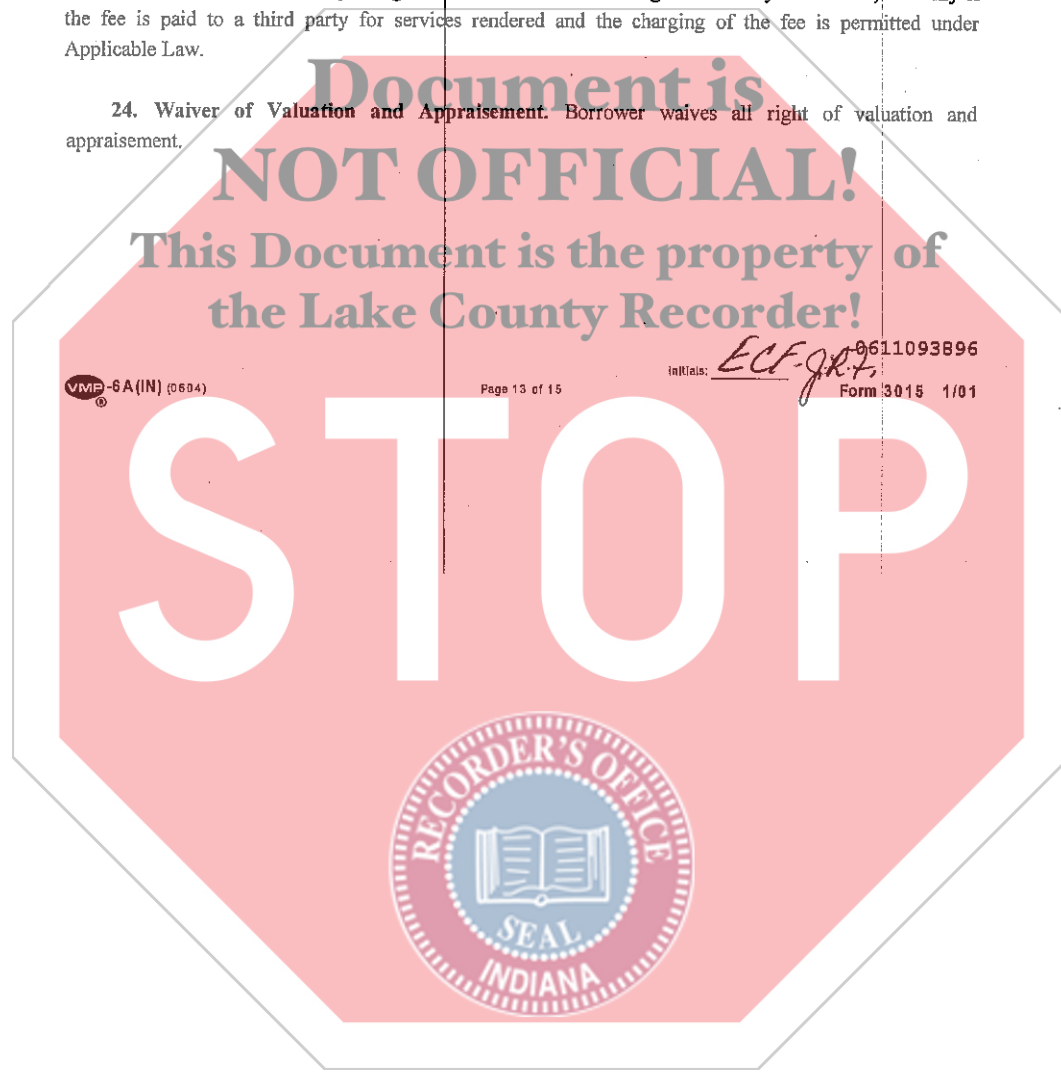 the fee is paid to a third party for services rendered and the charging of the fee is permitted under
Applicable Law.
Document is
24. Waiver of Valuation and Appraisement. Borrower waives all right of valuation and
appraisement.
NOT OFFICIAL!
This Document is the property of
the Lake County Recorder!
0611093896
Initials: ECF-J.R.F.
VMP ® -6A(IN) (0604) Page 13 of 15 Form 3015 1/01
STOP
RECORDER'S OFFICE
SEAL
INDIANA